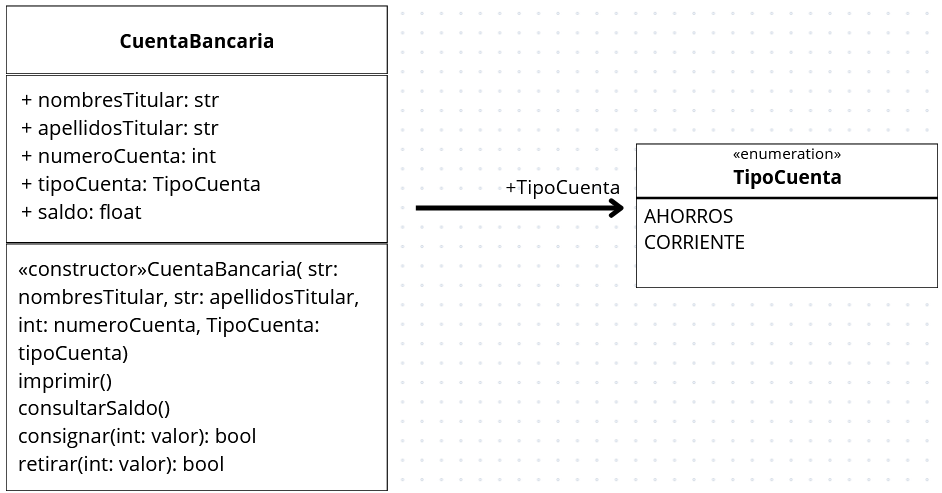 CuentaBancaria
+ nombresTitular: str
+ apellidosTitular: str
+ numeroCuenta: int
+ tipoCuenta: TipoCuenta
+ saldo: float
«constructor»CuentaBancaria( str:
nombresTitular, str: apellidosTitular,
int: numeroCuenta, TipoCuenta:
tipoCuenta)
imprimir()
consultarSaldo()
consignar(int: valor): bool
retirar(int: valor): bool
+TipoCuenta
«enumeration»
TipoCuenta
AHORROS
CORRIENTE